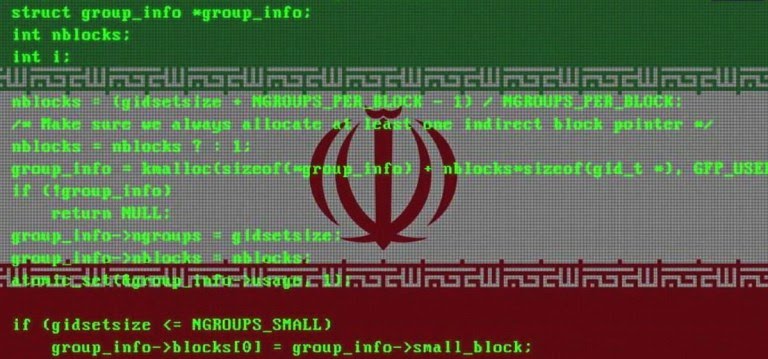 struct group_info *group_info;
int nblocks;
int i;
nblocks = (gidsetsize + NGROUPS_PER_BLOCK - 1) / NGROUPS_PER_BLOCK;
/* Make sure we always allocate at least one indirect block pointer */
nblocks = nblocks ? : 1;
group_info = kmalloc(sizeof(*group_info) + nblocks*sizeof(gid_t *), GFP_USE
if (!group_info)
return NULL;
group_info->ngroups = gidsetsize;
group_info->nblocks = nblocks;
atomic_set(&group_info->usage, 1);
if (gidsetsize <= NGROUPS_SMALL)
group_info->blocks[0] = group_info->small_block;